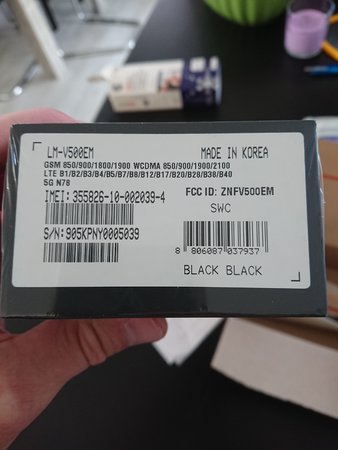 LM-V500EM MADE IN KOREA
GSM 850/900/1800/1900 WCDMA 850/900/1900/2100
LTE B1/B2/B3/B4/B5/B7/B8/B12/B17/B20/B28/B38/B40
5G N78
IMEI: 355826-10-002039-4 FCC ID: ZNFV500EM
SWC
S/N:905KPNY0005039
8 806087 037937
BLACK BLACK